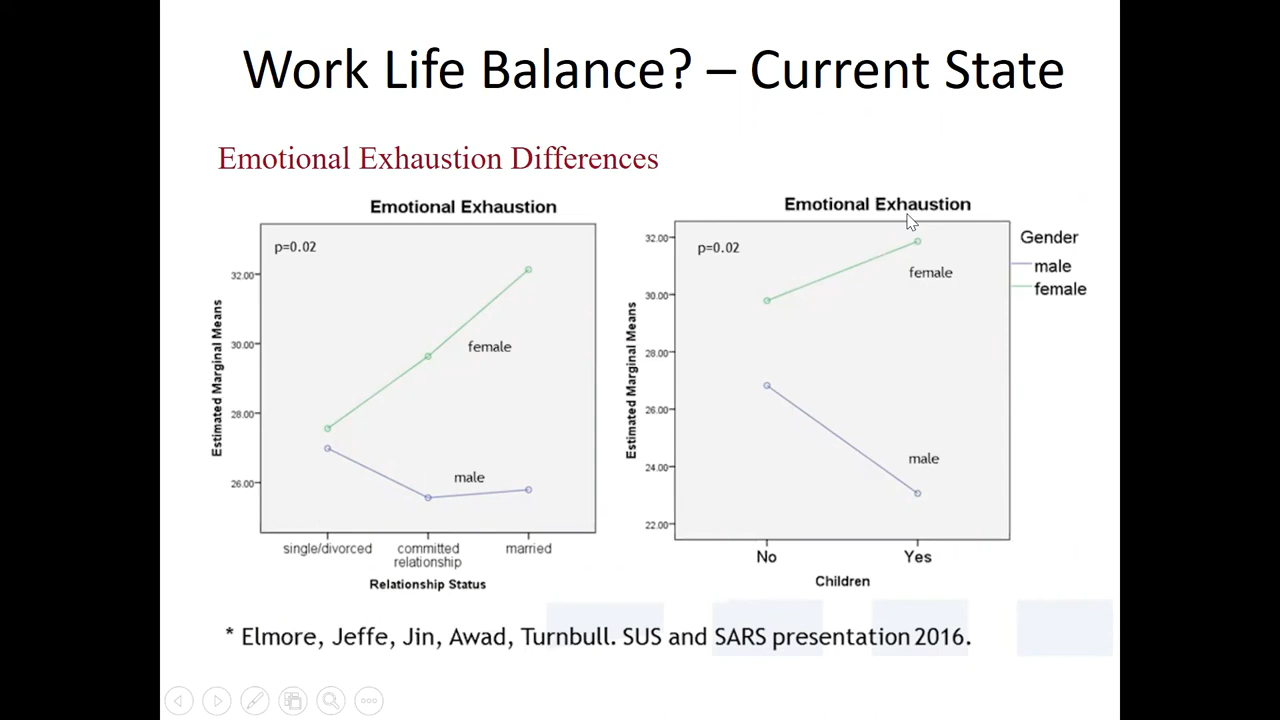 Work Life Balance? – Current State
Emotional Exhaustion Differences
Emotional Exhaustion
p=0.02
Estimated Marginal Means
32.00
30.00
28.00
26.00
female
male
single/divorced
committed
relationship
married
Relationship Status
Emotional Exhaustion
p=0.02
Estimated Marginal Means
32.00
30.00
28.00
26.00
24.00
22.00
female
male
No
Yes
Children
Gender
male
female
* Elmore, Jeffe, Jin, Awad, Turnbull. SUS and SARS presentation 2016.